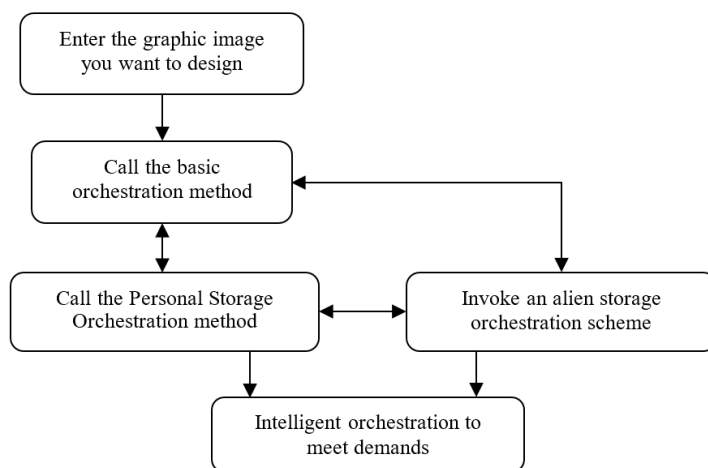 Enter the graphic image
you want to design
Call the basic
orchestration method
Call the Personal Storage
Orchestration method
Invoke an alien storage
orchestration scheme
Intelligent orchestration to
meet demands